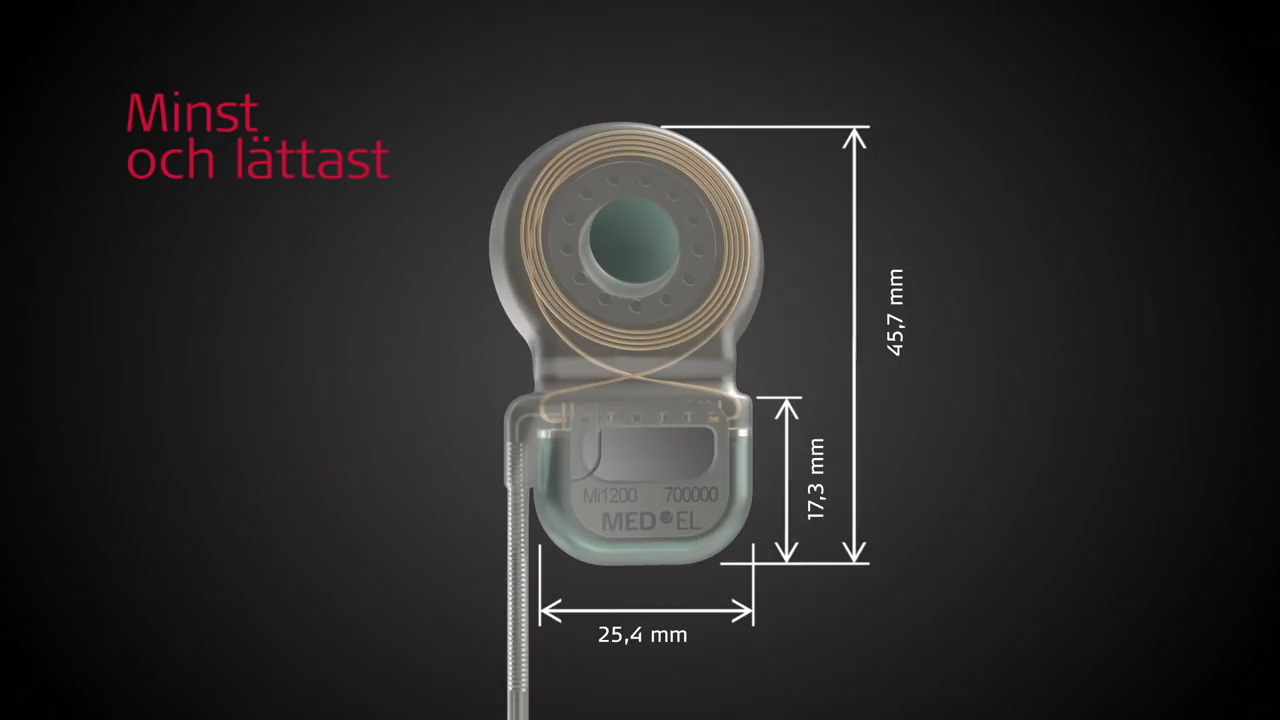 Minst
och lättast
45,7 mm
17,3 mm
Mi1200 700000
MED EL
25,4 mm